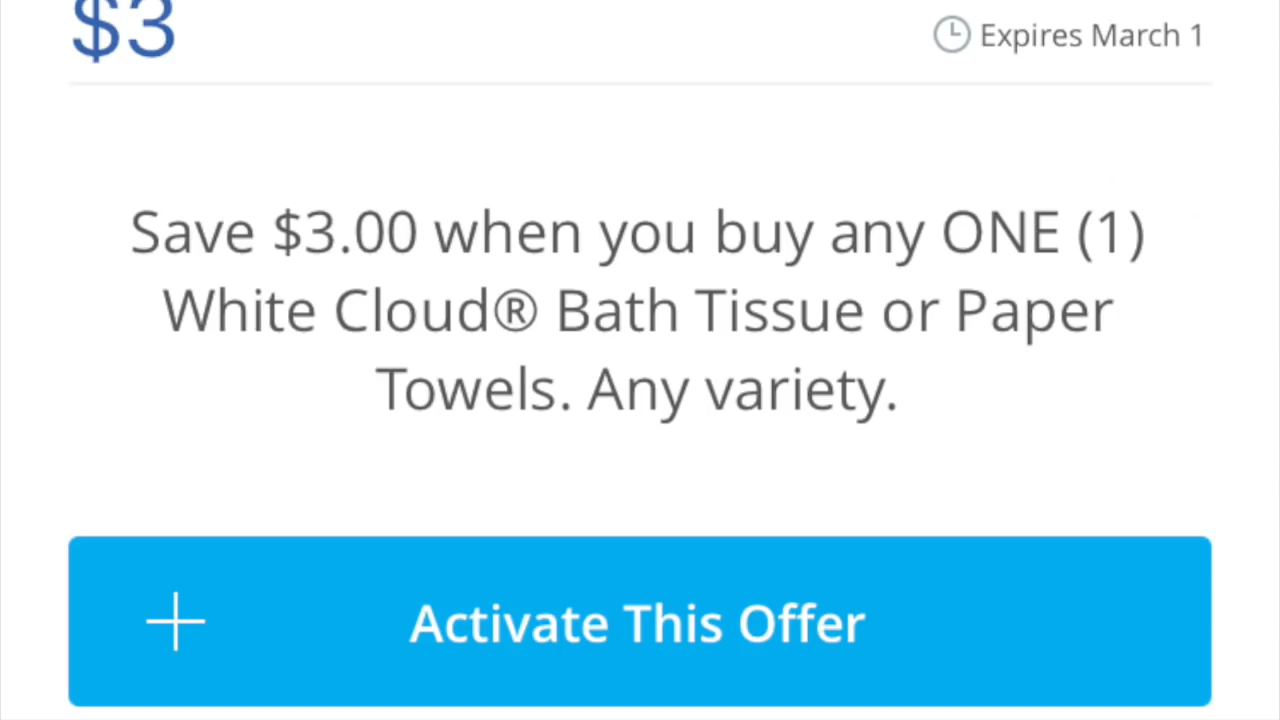 $3
Expires March 1
Save $3.00 when you buy any ONE (1)
White Cloud® Bath Tissue or Paper
Towels. Any variety.
Activate This Offer